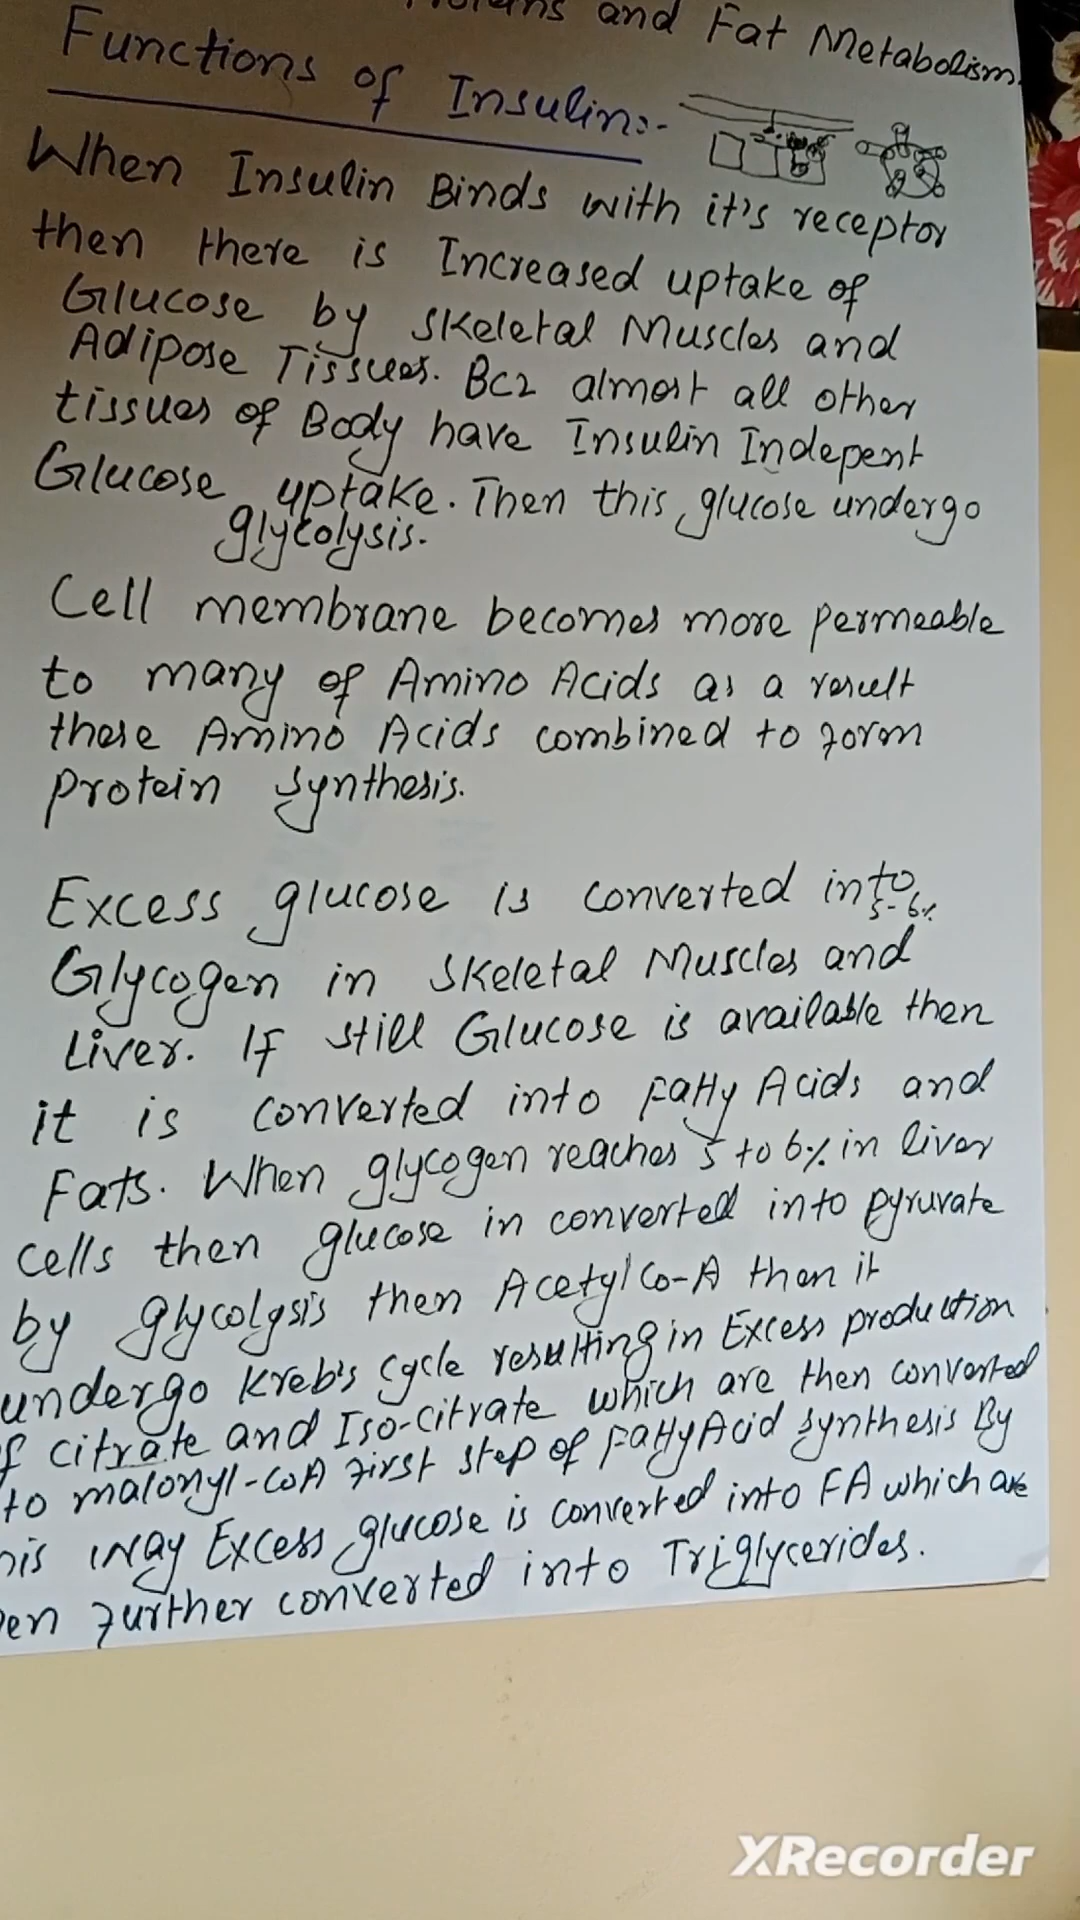 and Fat Metabolism.
Functions of Insulin:-
When Insulin Binds with it's receptor
then there is Increased uptake of
Glucose by Skeletal Muscles and
Adipose Tissues. Bcz almost all other
tissues of Body have Insulin Indepent
Glucose uptake. Then this glucose undergo
glycolysis.
Cell membrane becomes more permeable
to many of Amino Acids as a result
these Amino Acids combined to form
protein synthesis.
Excess glucose is converted into
5-6%
Glycogen in Skeletal Muscles and
Liver. If still Glucose is available then
it is converted into Fatty Acids and
Fats. When glycogen reaches 5 to 6% in liver
cells then glucose in converted into pyruvate
by glycolysis then Acetyl Co-A then it
undergo Kreb's cycle resulting in Excess production
f citrate and Iso-citrate which are then converted
to malonyl-CoA first step of Fatty Acid synthesis By
his way Excess glucose is converted into FA which are
en further converted into Triglycerides.
XRecorder